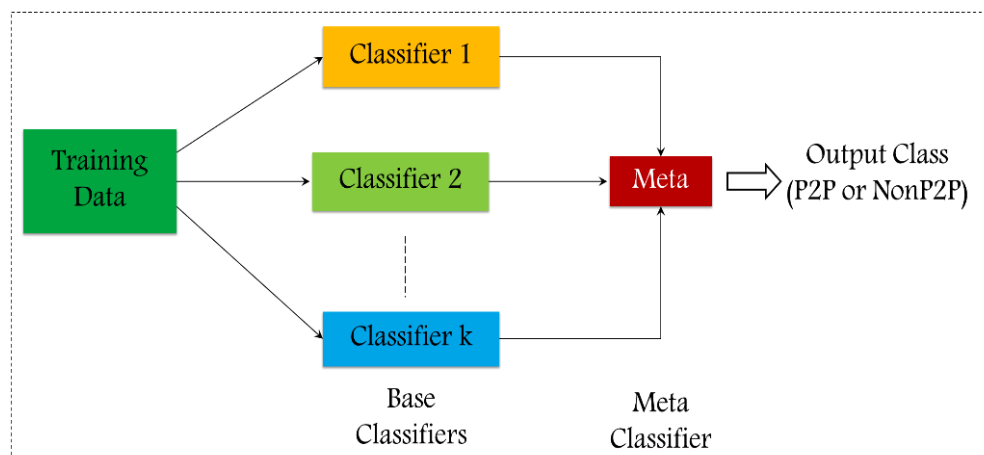 Classifier 1
Training
Data
Classifier 2
Meta
Output Class
(P2P or NonP2P)
Classifier k
Base
Classifiers
Meta
Classifier